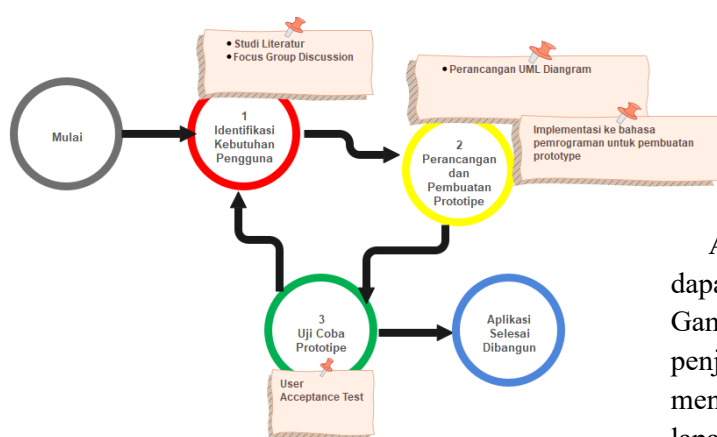 • Studi Literatur
• Focus Group Discussion
Mulai
1
Identifikasi
Kebutuhan
Pengguna
• Perancangan UML Diangram
2
Perancangan
dan
Pembuatan
Prototipe
Implementasi ke bahasa
pemrograman untuk pembuatan
prototype
3
Uji Coba
Prototipe
User
Acceptance Test
Aplikasi
Selesai
Dibangun
A
dapa
Gam
penj
men